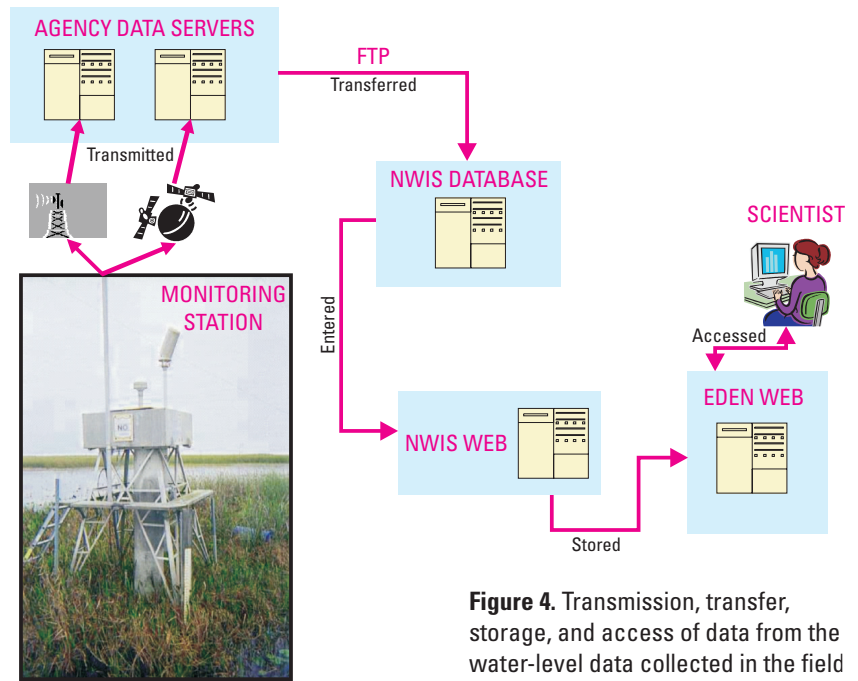 AGENCY DATA SERVERS
FTP
Transferred
Transmitted
NWIS DATABASE
SCIENTIST
MONITORING
STATION
Entered
Accessed
EDEN WEB
NWIS WEB
Stored
Figure 4. Transmission, transfer,
storage, and access of data from the
water-level data collected in the field